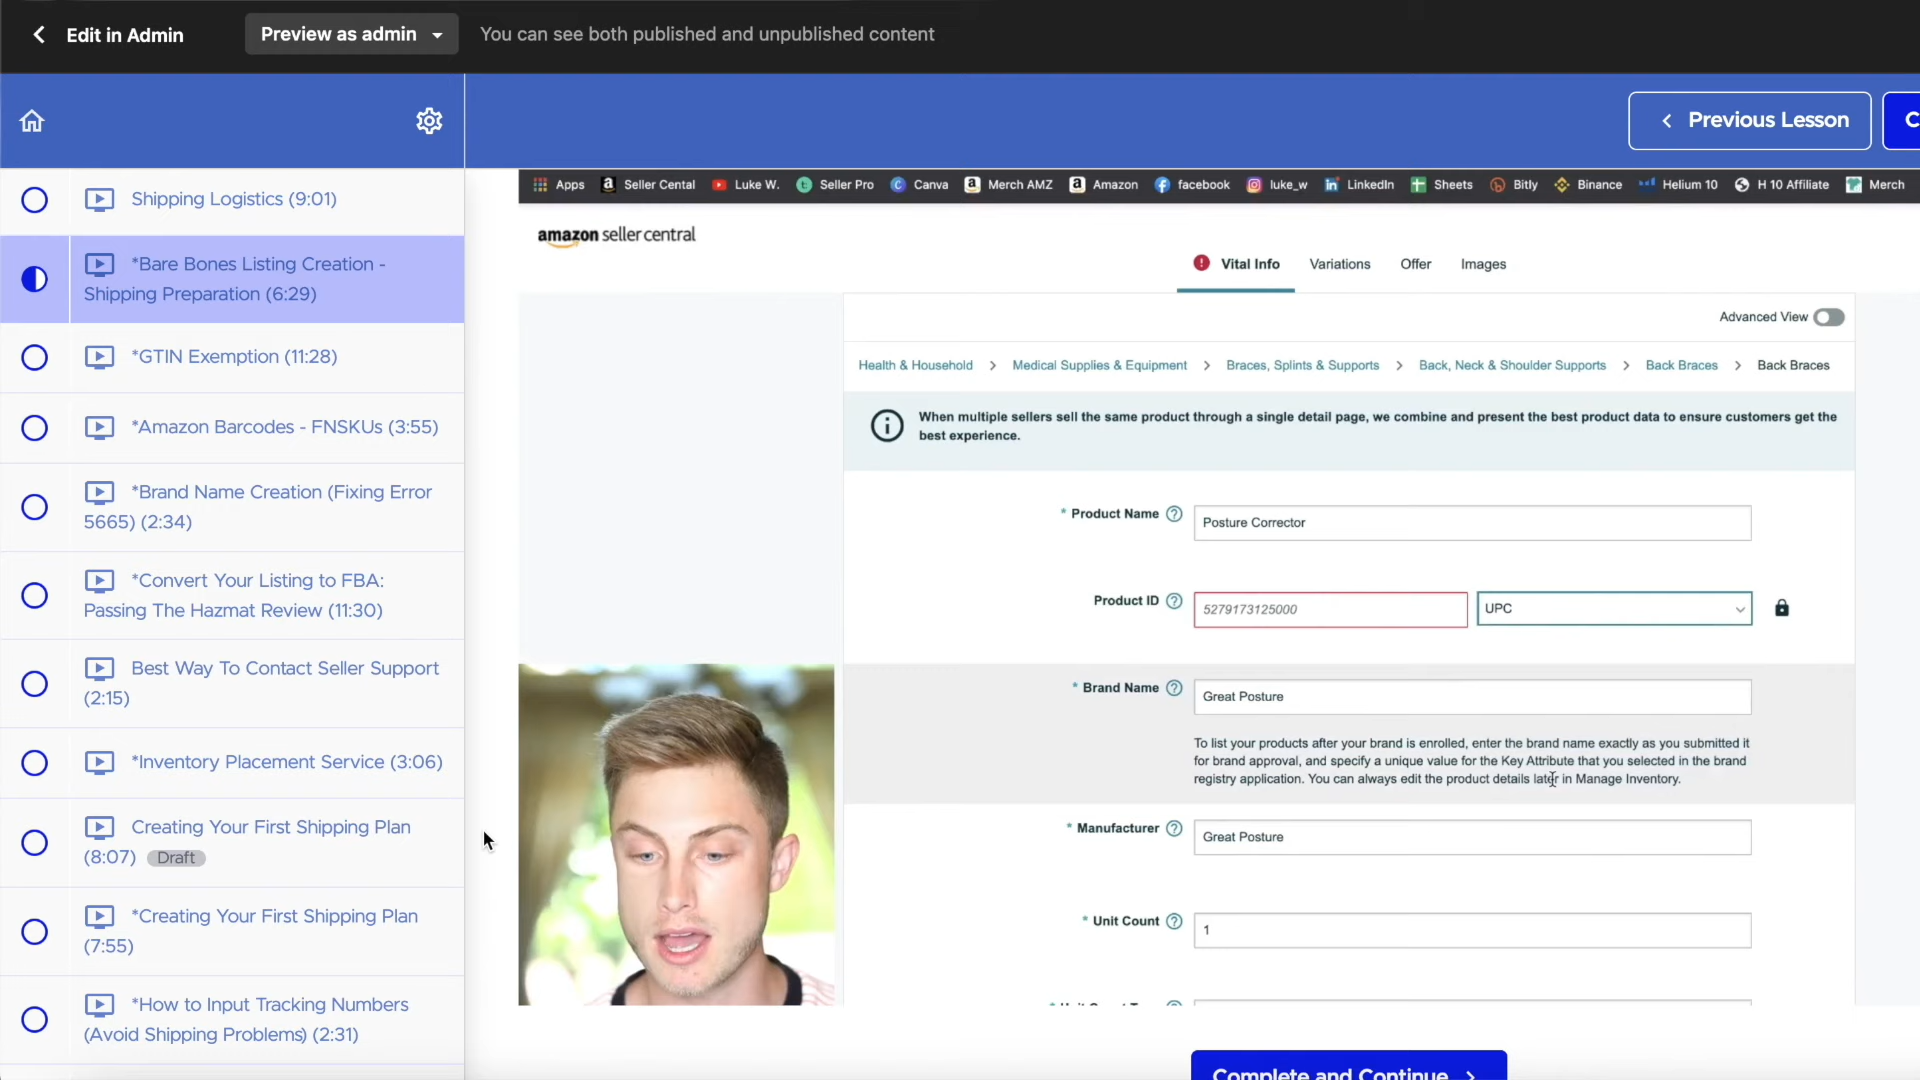 Edit in Admin
Preview as admin
You can see both published and unpublished content
Previous Lesson
C
Shipping Logistics (9:01)
*Bare Bones Listing Creation -
Shipping Preparation (6:29)
*GTIN Exemption (11:28)
*Amazon Barcodes - FNSKUs (3:55)
*Brand Name Creation (Fixing Error
5665) (2:34)
*Convert Your Listing to FBA:
Passing The Hazmat Review (11:30)
Best Way To Contact Seller Support
(2:15)
*Inventory Placement Service (3:06)
Creating Your First Shipping Plan
(8:07) Draft
*Creating Your First Shipping Plan
(7:55)
*How to Input Tracking Numbers
(Avoid Shipping Problems) (2:31)
Apps Seller Cental Luke W. Seller Pro Canva Merch AMZ Amazon facebook luke_w LinkedIn Sheets Bitly Binance Helium 10 H 10 Affiliate Merch
amazon seller central
Vital Info Variations Offer Images
Advanced View
Health & Household > Medical Supplies & Equipment > Braces, Splints & Supports > Back, Neck & Shoulder Supports > Back Braces > Back Braces
When multiple sellers sell the same product through a single detail page, we combine and present the best product data to ensure customers get the
best experience.
* Product Name Posture Corrector
Product ID 5279173125000 UPC
* Brand Name Great Posture
To list your products after your brand is enrolled, enter the brand name exactly as you submitted it
for brand approval, and specify a unique value for the Key Attribute that you selected in the brand
registry application. You can always edit the product details later in Manage Inventory.
* Manufacturer Great Posture
* Unit Count 1
Complete and Continue